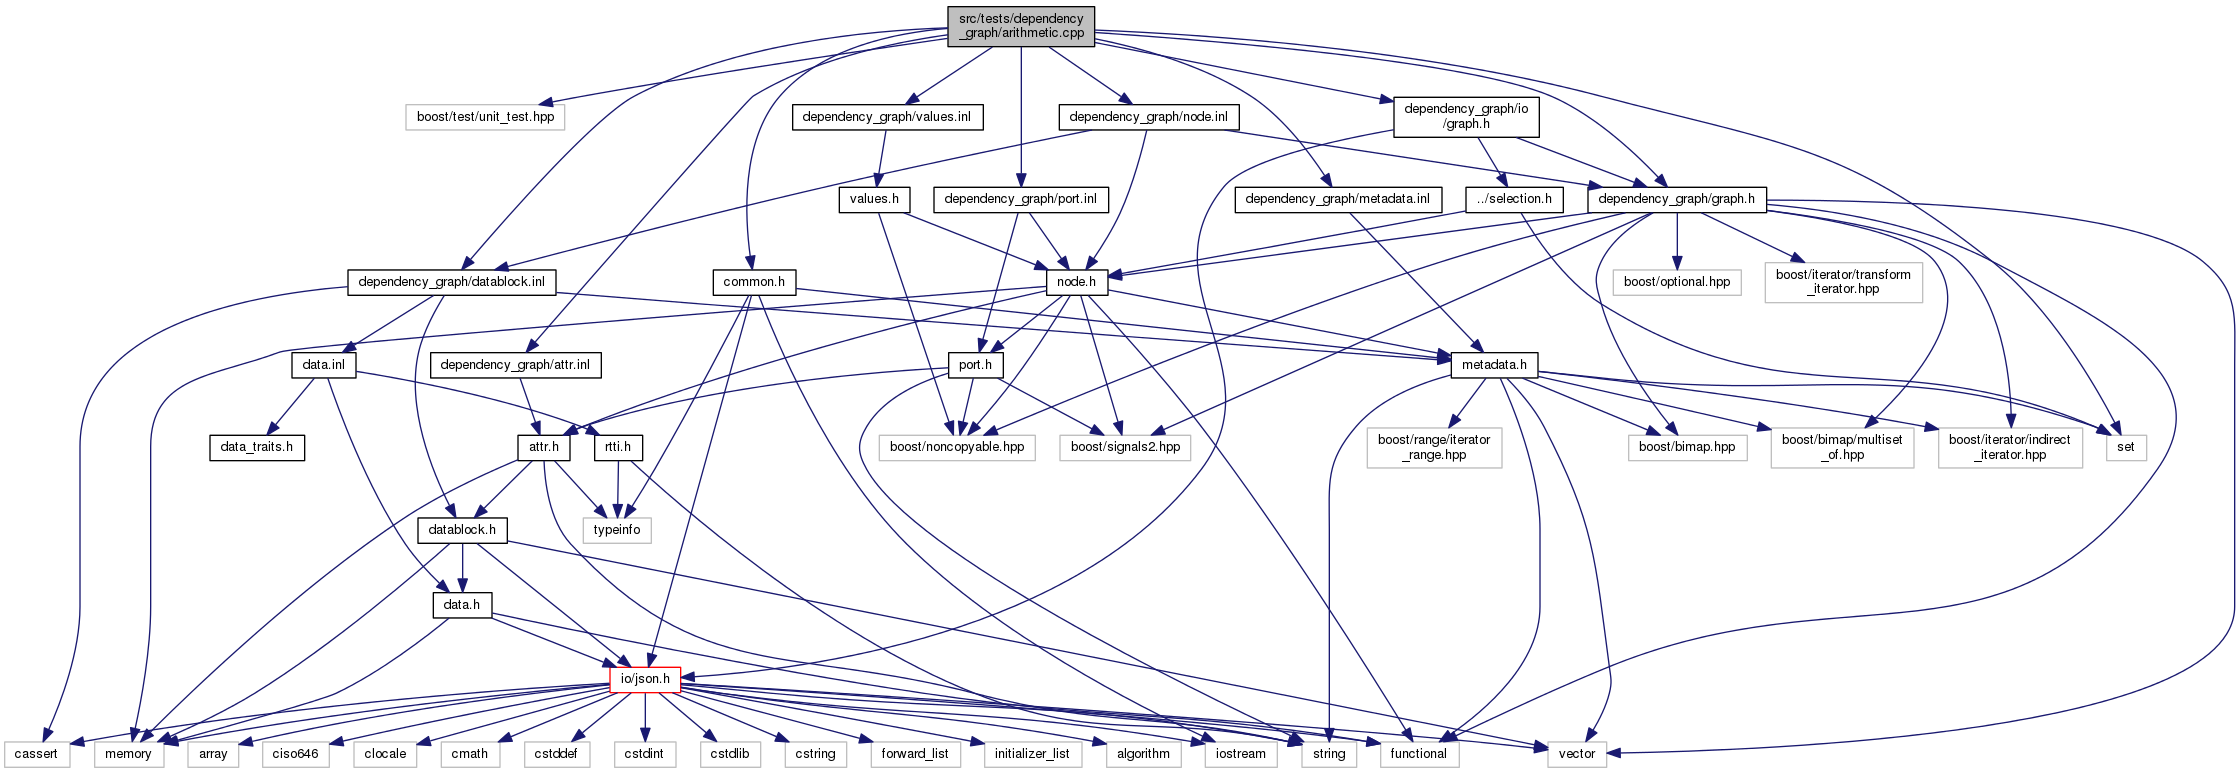 src/tests/dependency
_graph/arithmetic.cpp
boost/test/unit_test.hpp
dependency_graph/values.inl
dependency_graph/node.inl
dependency_graph/io
/graph.h
values.h
dependency_graph/port.inl
dependency_graph/metadata.inl
../selection.h
dependency_graph/graph.h
dependency_graph/datablock.inl
common.h
node.h
boost/optional.hpp
boost/iterator/transform
_iterator.hpp
data.inl
dependency_graph/attr.inl
port.h
metadata.h
data_traits.h
attr.h
rtti.h
boost/noncopyable.hpp
boost/signals2.hpp
boost/range/iterator
_range.hpp
boost/bimap.hpp
boost/bimap/multiset
_of.hpp
boost/iterator/indirect
_iterator.hpp
set
datablock.h
typeinfo
data.h
io/json.h
cassert
memory
array
ciso646
clocale
cmath
cstddef
cstdint
cstdlib
cstring
forward_list
initializer_list
algorithm
iostream
string
functional
vector